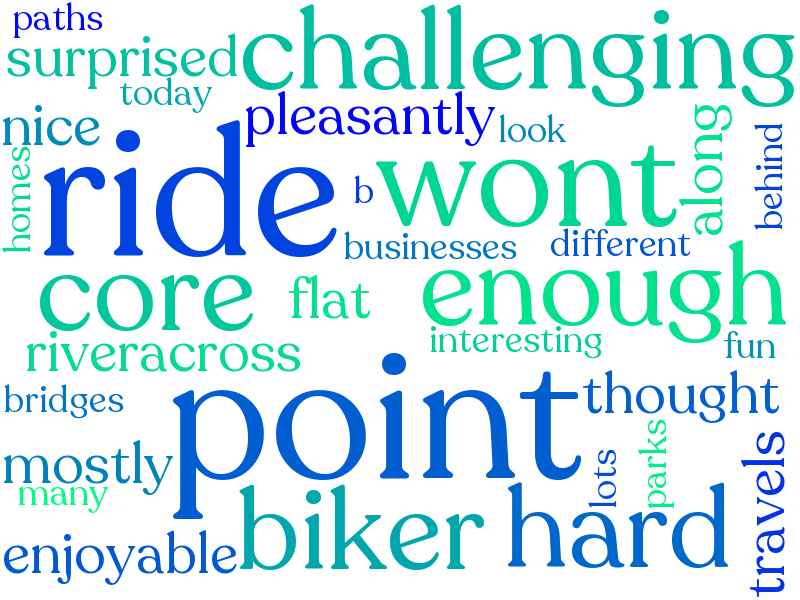 paths
surprised
challenging
today
nice
pleasantly
look
along
behind
homes
ride
b
wont
businesses
different
core
flat
enough
riveracross
interesting
fun
bridges
point
thought
mostly
many
lots
parks
travels
enjoyable
biker
hard